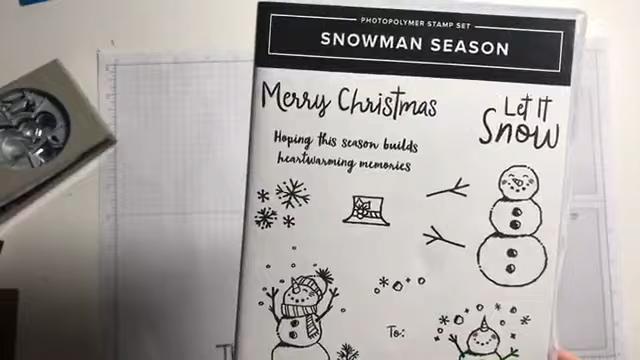 PHOTOPOLYMER STAMP SET
SNOWMAN SEASON
Merry Christmas
Let It
Snow
Hoping this season builds
heartwarming memories
To: